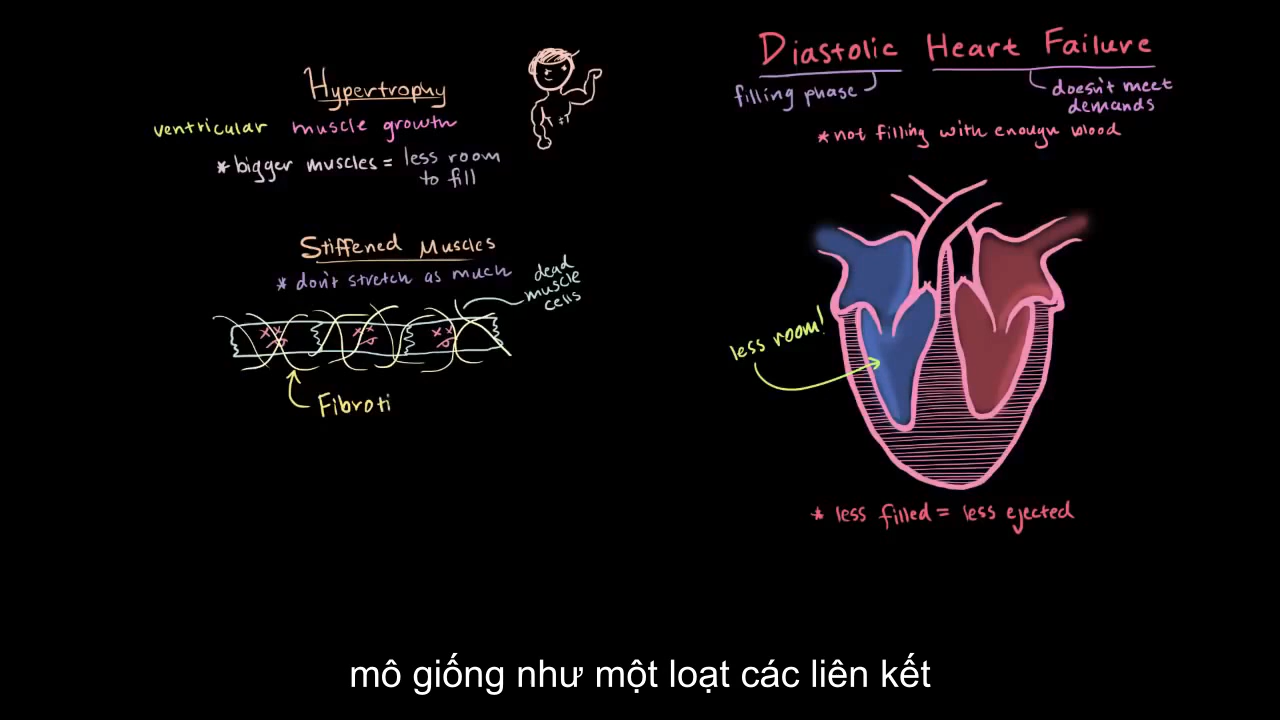 Hypertrophy
ventricular muscle growth
* bigger muscles = less room
to fill
Stiffened Muscles
* don't stretch as much
dead
muscle
cells
Fibroti
Diastolic Heart Failure
filling phase
doesn't meet
demands
* not filling with enough blood
less room!
* less filled = less ejected
mô giống như một loạt các liên kết